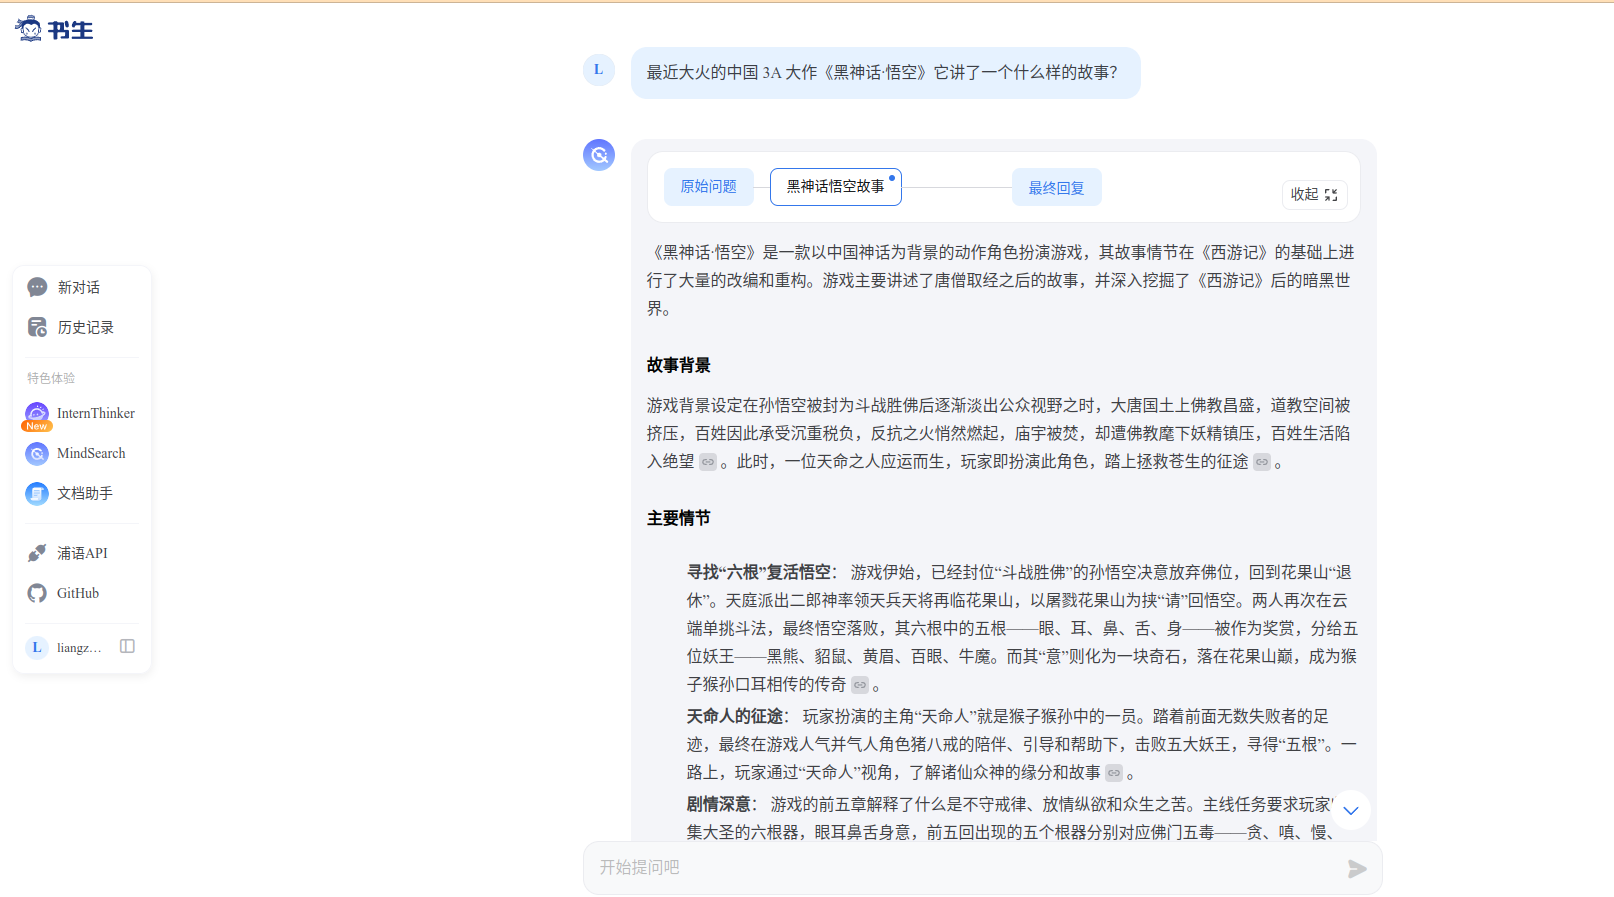 书生
L
最近大火的中国 3A 大作《黑神话·悟空》它讲了一个什么样的故事?
原始问题
黑神话悟空故事
最终回复
收起
《黑神话·悟空》是一款以中国神话为背景的动作角色扮演游戏，其故事情节在《西游记》的基础上进
行了大量的改编和重构。游戏主要讲述了唐僧取经之后的故事，并深入挖掘了《西游记》后的暗黑世
界。
故事背景
游戏背景设定在孙悟空被封为斗战胜佛后逐渐淡出公众视野之时，大唐国土上佛教昌盛，道教空间被
挤压，百姓因此承受沉重税负，反抗之火悄然燃起，庙宇被焚，却遭佛教麾下妖精镇压，百姓生活陷
入绝望 。此时，一位天命之人应运而生，玩家即扮演此角色，踏上拯救苍生的征途 。
主要情节
寻找“六根”复活悟空： 游戏伊始，已经封位“斗战胜佛”的孙悟空决意放弃佛位，回到花果山“退
休”。天庭派出二郎神率领天兵天将再临花果山，以屠戮花果山为挟“请”回悟空。两人再次在云
端单挑斗法，最终悟空落败，其六根中的五根——眼、耳、鼻、舌、身——被作为奖赏，分给五
位妖王——黑熊、貂鼠、黄眉、百眼、牛魔。而其“意”则化为一块奇石，落在花果山巅，成为猴
子猴孙口耳相传的传奇 。
天命人的征途： 玩家扮演的主角“天命人”就是猴子猴孙中的一员。踏着前面无数失败者的足
迹，最终在游戏人气并气人角色猪八戒的陪伴、引导和帮助下，击败五大妖王，寻得“五根”。一
路上，玩家通过“天命人”视角，了解诸仙众神的缘分和故事 。
剧情深意： 游戏的前五章解释了什么是不守戒律、放情纵欲和众生之苦。主线任务要求玩家
集大圣的六根器，眼耳鼻舌身意，前五回出现的五个根器分别对应佛门五毒——贪、嗔、慢、
开始提问吧
新对话
历史记录
特色体验
InternThinker
New
MindSearch
文档助手
浦语API
GitHub
L liangz...